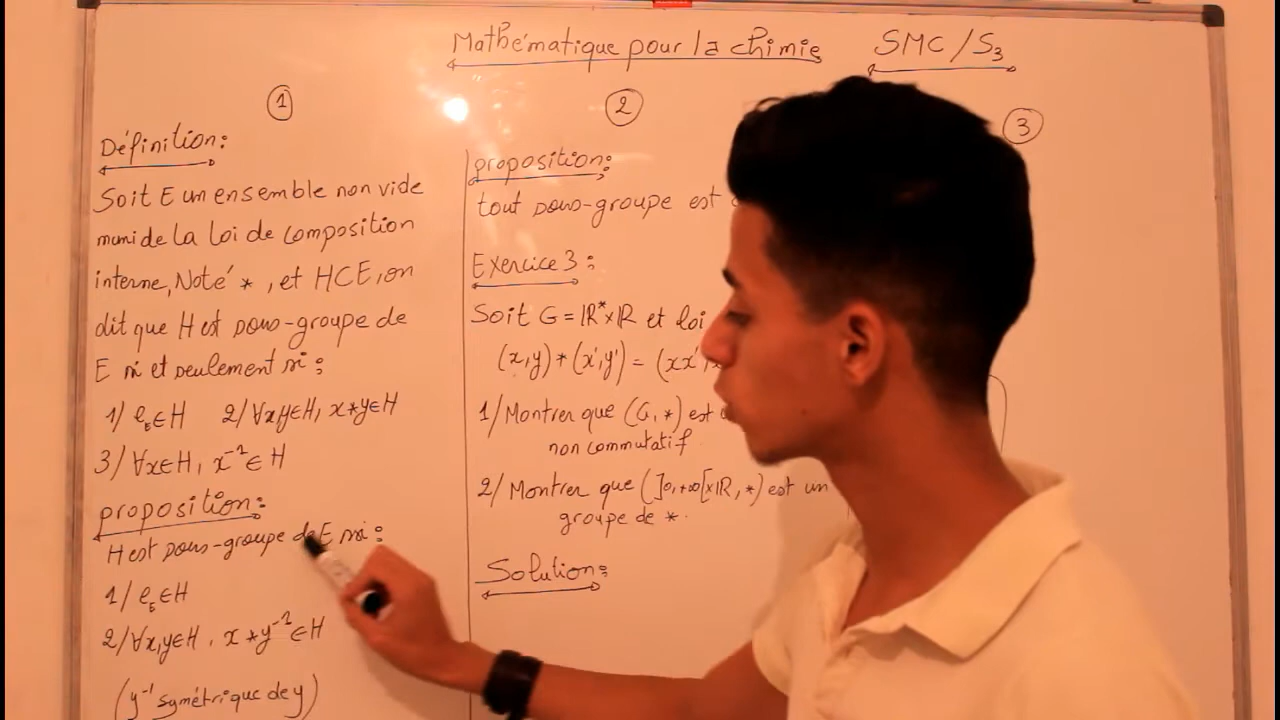 Mathématique pour la chimie SMC/S3
1
Définition:
Soit E un ensemble non vide
muni de la loi de composition
interne, Noté *, et H⊂E, on
dit que H est sous-groupe de
E si et seulement si:
1/ e_E∈H 2/ ∀x,y∈H, x*y∈H
3/ ∀x∈H, x⁻¹∈H
proposition:
H est sous-groupe de E si:
1/ e_E∈H
2/ ∀x,y∈H, x*y⁻¹∈H
(y⁻¹ symétrique de y)
2
proposition:
tout sous-groupe est
Exercice 3:
Soit G = ℝ*×ℝ et loi
(x,y)*(x',y') = (xx',
1/ Montrer que (G,*) est
non commutatif
2/ Montrer que (]0,+∞[×ℝ,*) est un
groupe de *.
Solution:
3